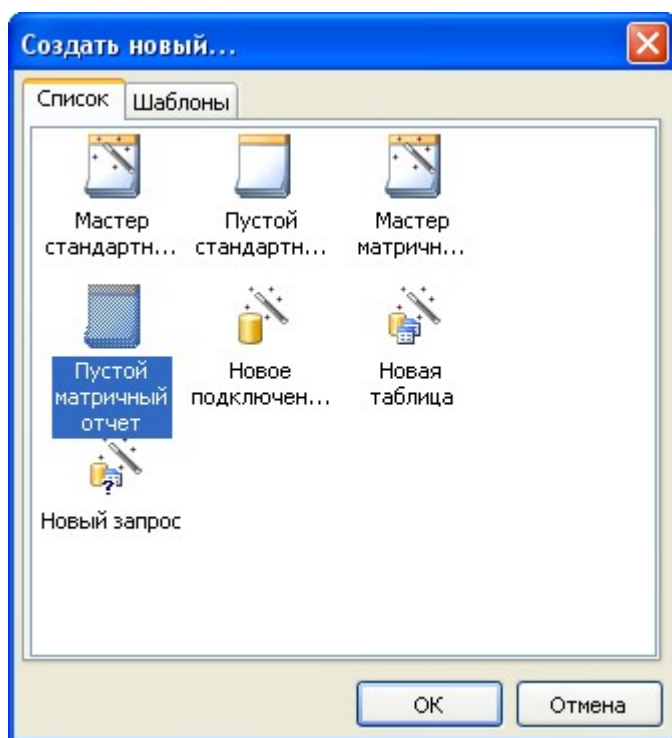 Создать новый...
Список Шаблоны
Мастер стандартн...
Пустой стандартн...
Мастер матричн...
Пустой матричный отчет
Новое подключен...
Новая таблица
Новый запрос
ОК Отмена